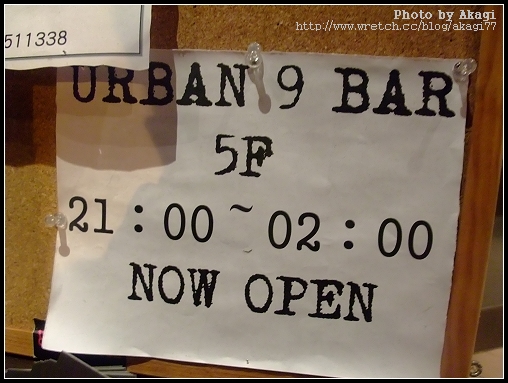 Photo by Akagi
http://www.wretch.cc/blog/akagi77
511338
URBAN 9 BAR
5F
21:00~02:00
NOW OPEN